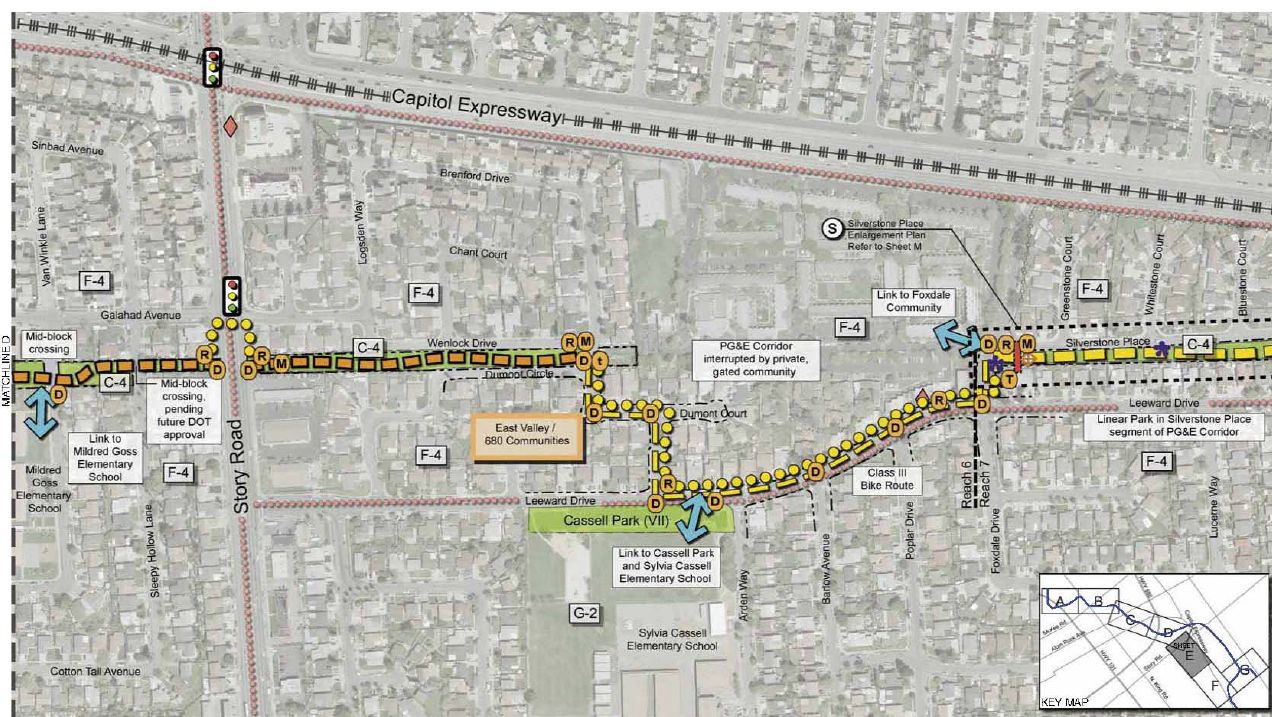 Capitol Expressway
Sinbad Avenue
Brenford Drive
Van Winkle Lane
Logsden Way
Chant Court
S
Silverstone Place
Enlargement Plan
Refer to Sheet M
Greenstone Court
Whitestone Court
Bluestone Court
F-4
F-4
F-4
F-4
Link to Foxdale
Community
Galahad Avenue
MATCHLINE D
Mid-block
crossing
R
D
R
D
M
C-4
Wenlock Drive
R
M
D
t
Dumont Circle
PG&E Corridor
interrupted by private,
gated community
D
R
M
T
D
Silverstone Place
C-4
C-4
D
Mid-block
crossing,
pending
future DOT
approval
Link to
Mildred Goss
Elementary
School
F-4
Mildred
Goss
Elementary
School
Sleepy Hollow Lane
Story Road
East Valley /
680 Communities
F-4
D
D
Dumont Court
R
D
D
D
D
R
Leeward Drive
Linear Park in Silverstone Place
segment of PG&E Corridor
F-4
Class III
Bike Route
Reach 6
Reach 7
Leeward Drive
Cassell Park (VII)
Link to Cassell Park
and Sylvia Cassell
Elementary School
Arden Way
Barlow Avenue
Poplar Drive
Foxdale Drive
Lucerne Way
G-2
Sylvia Cassell
Elementary School
Cotton Tail Avenue
A
B
C
D
SHEET
E
F
G
HWY 101
Story Rd.
KEY MAP